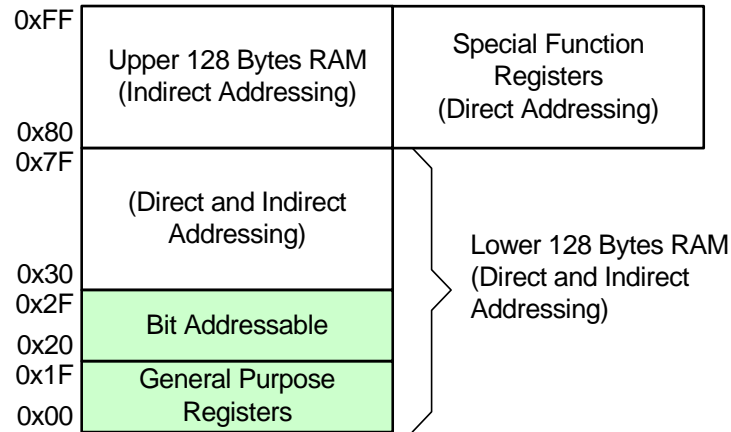 0xFF
Upper 128 Bytes RAM
(Indirect Addressing)
Special Function
Registers
(Direct Addressing)
0x80
0x7F
(Direct and Indirect
Addressing)
Lower 128 Bytes RAM
(Direct and Indirect
Addressing)
0x30
0x2F
Bit Addressable
0x20
0x1F
General Purpose
Registers
0x00